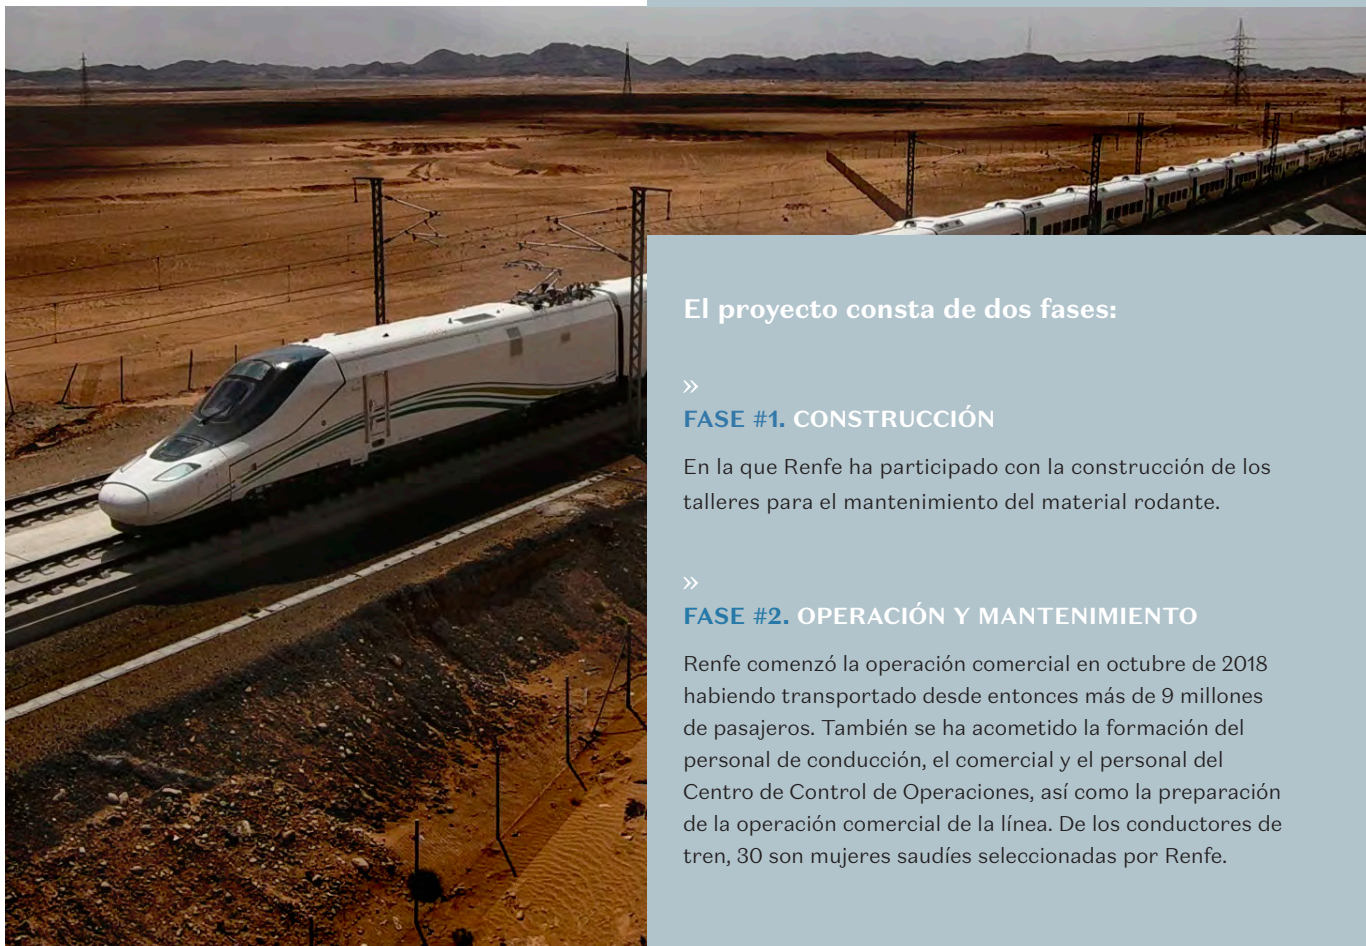 El proyecto consta de dos fases:
»
FASE #1. CONSTRUCCIÓN
En la que Renfe ha participado con la construcción de los
talleres para el mantenimiento del material rodante.
»
FASE #2. OPERACIÓN Y MANTENIMIENTO
Renfe comenzó la operación comercial en octubre de 2018
habiendo transportado desde entonces más de 9 millones
de pasajeros. También se ha acometido la formación del
personal de conducción, el comercial y el personal del
Centro de Control de Operaciones, así como la preparación
de la operación comercial de la línea. De los conductores de
tren, 30 son mujeres saudíes seleccionadas por Renfe.